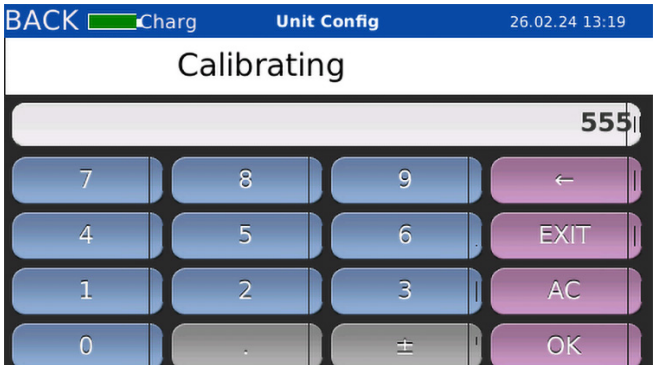 BACK Charg Unit Config 26.02.24 13:19
Calibrating
555
7 8 9 ←
4 5 6 EXIT
1 2 3 AC
0 . ± OK